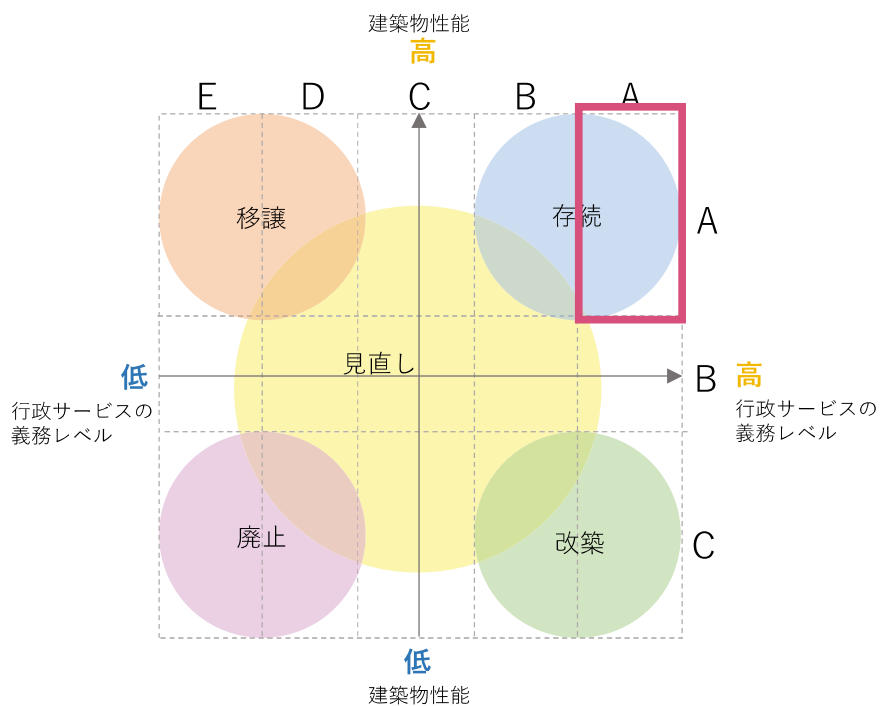 建築物性能
高
E D C B A
移譲
存続
A
見直し
低
B
高
行政サービスの
義務レベル
行政サービスの
義務レベル
廃止
改築
C
低
建築物性能